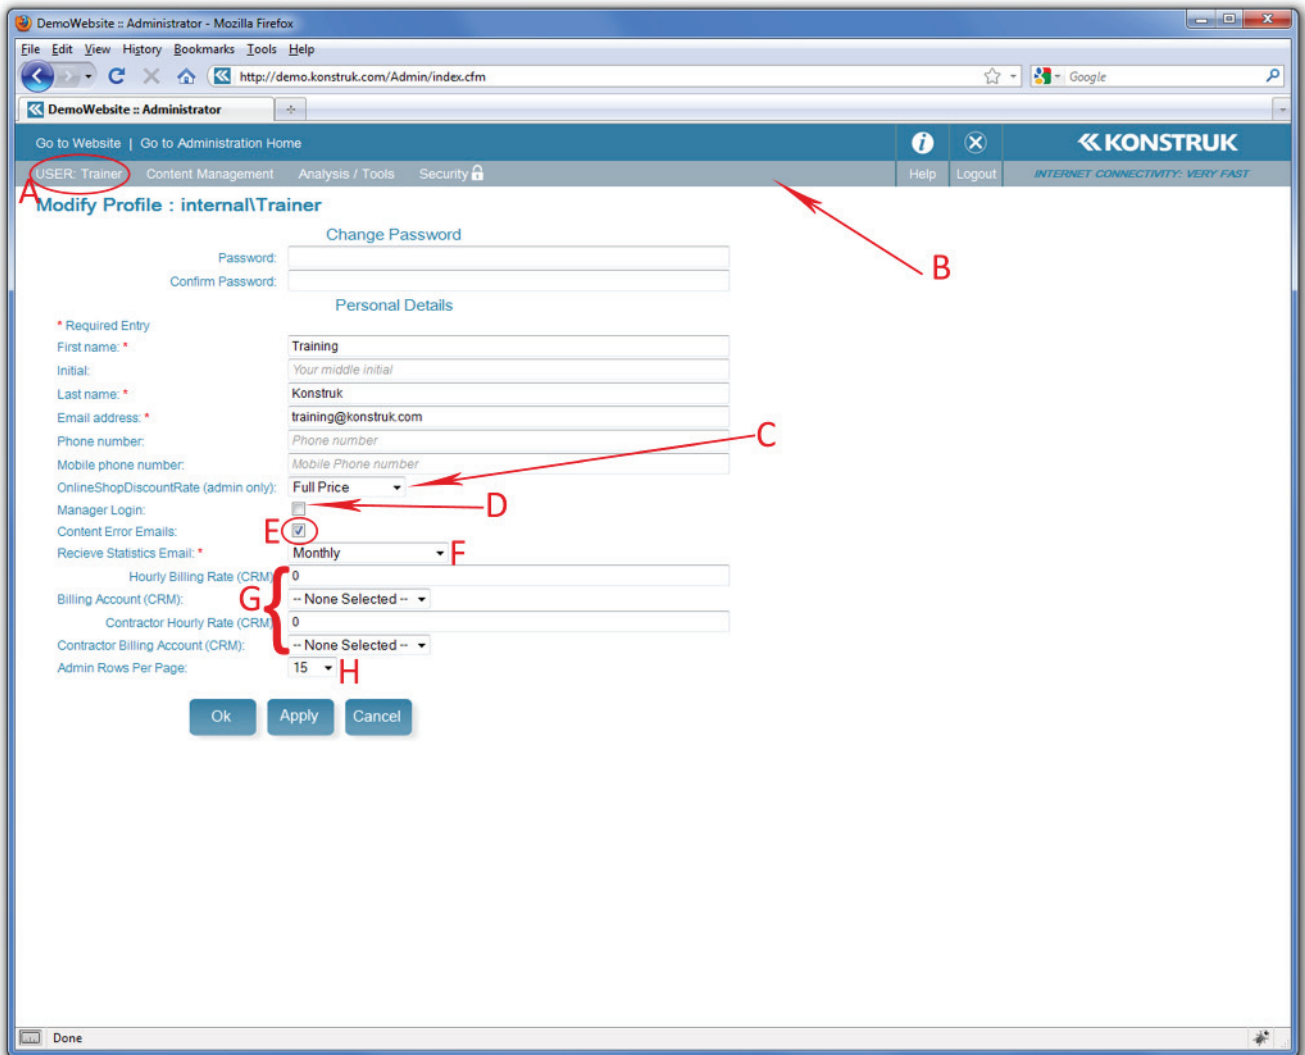 DemoWebsite :: Administrator - Mozilla Firefox
File Edit View History Bookmarks Tools Help
http://demo.konstruk.com/Admin/index.cfm
Google
DemoWebsite :: Administrator
Go to Website | Go to Administration Home
KONSTRUK
USER: Trainer Content Management Analysis / Tools Security Help Logout INTERNET CONNECTIVITY: VERY FAST
A
Modify Profile : internal\Trainer
Change Password
B
Password:
Confirm Password:
Personal Details
* Required Entry
First name: * Training
Initial: Your middle initial
Last name: * Konstruk
Email address: * training@konstruk.com
Phone number: Phone number
C
Mobile phone number: Mobile Phone number
OnlineShopDiscountRate (admin only): Full Price
Manager Login: D
Content Error Emails: E
Recieve Statistics Email: * Monthly F
Hourly Billing Rate (CRM) 0
G
Billing Account (CRM): -- None Selected --
Contractor Hourly Rate (CRM) 0
Contractor Billing Account (CRM): -- None Selected --
Admin Rows Per Page: 15 H
Ok Apply Cancel
Done